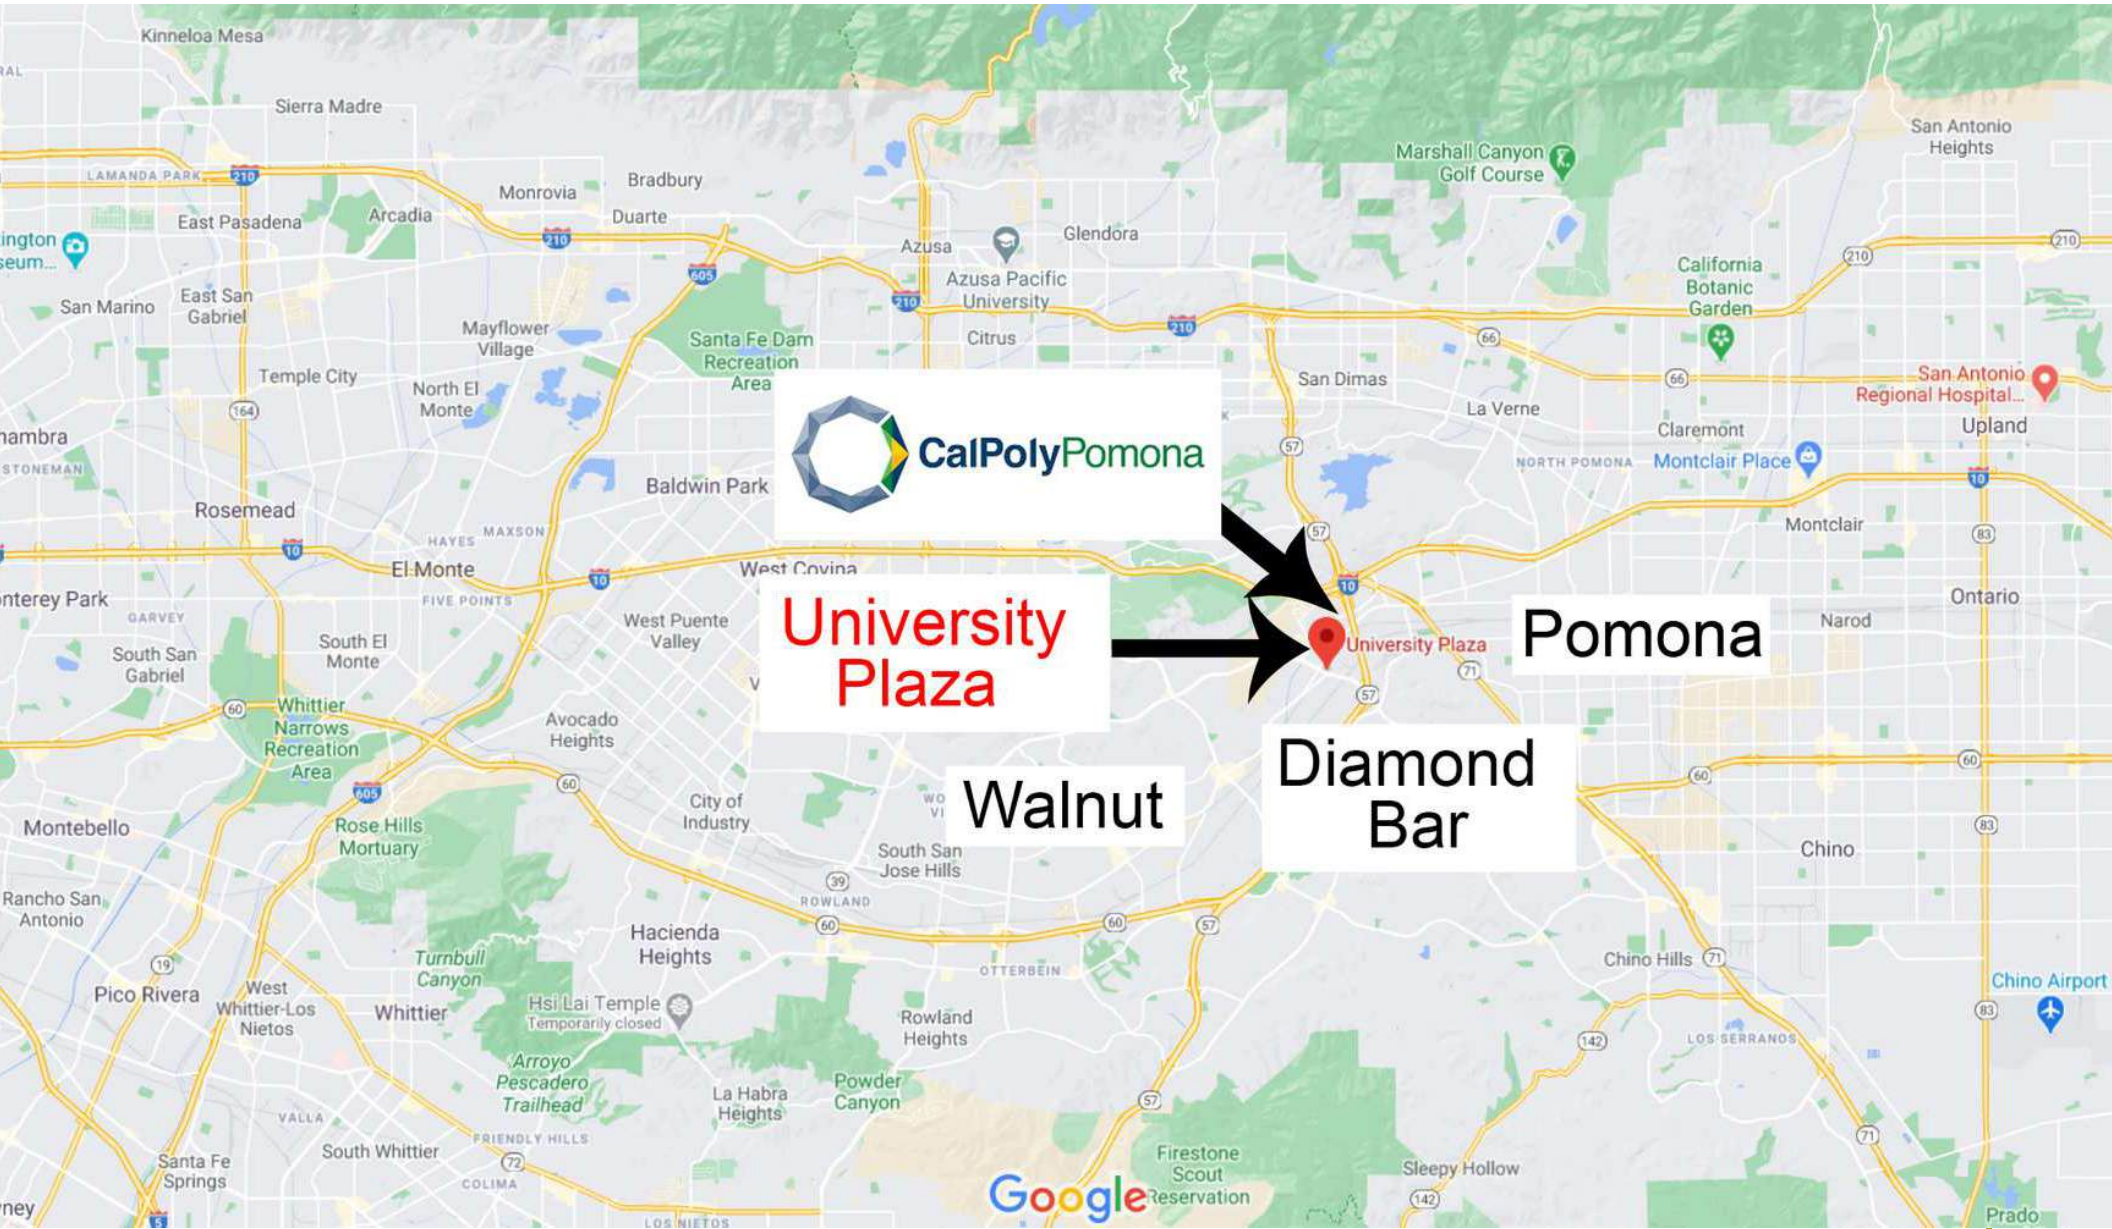 Kinneloa Mesa
Sierra Madre
LAMANDA PARK
210
East Pasadena
Arcadia
Monrovia
Bradbury
Duarte
210
605
Azusa
Glendora
Azusa Pacific
University
210
Citrus
210
Marshall Canyon
Golf Course
San Antonio
Heights
210
210
California
Botanic
Garden
66
66
San Antonio
Regional Hospital...
Upland
San Marino
East San
Gabriel
Mayflower
Village
Santa Fe Dam
Recreation
Area
Temple City
North El
Monte
164
STONEMAN
Rosemead
HAYES
MAXSON
Baldwin Park
CalPolyPomona
San Dimas
57
La Verne
Claremont
NORTH POMONA
Montclair Place
10
Montclair
83
57
10
El Monte
FIVE POINTS
10
West Covina
10
GARVEY
South San
Gabriel
South El
Monte
West Puente
Valley
University
Plaza
University Plaza
71
57
Pomona
Narod
Ontario
60
Whittier
Narrows
Recreation
Area
Avocado
Heights
60
605
City of
Industry
Walnut
Diamond
Bar
60
60
83
Chino
Montebello
Rose Hills
Mortuary
South San
Jose Hills
39
ROWLAND
60
60
57
Rancho San
Antonio
19
Turnbull
Canyon
Hacienda
Heights
OTTERBEIN
Chino Hills
71
Chino Airport
83
Pico Rivera
West
Whittier-Los
Nietos
Whittier
Hsi Lai Temple
Temporarily closed
Rowland
Heights
142
LOS SERRANOS
Arroyo
Pescadero
Trailhead
La Habra
Heights
Powder
Canyon
57
VALLA
FRIENDLY HILLS
South Whittier
72
COLIMA
Santa Fe
Springs
5
LOS NIETOS
Google
Firestone
Scout
Reservation
Sleepy Hollow
142
71
Prado